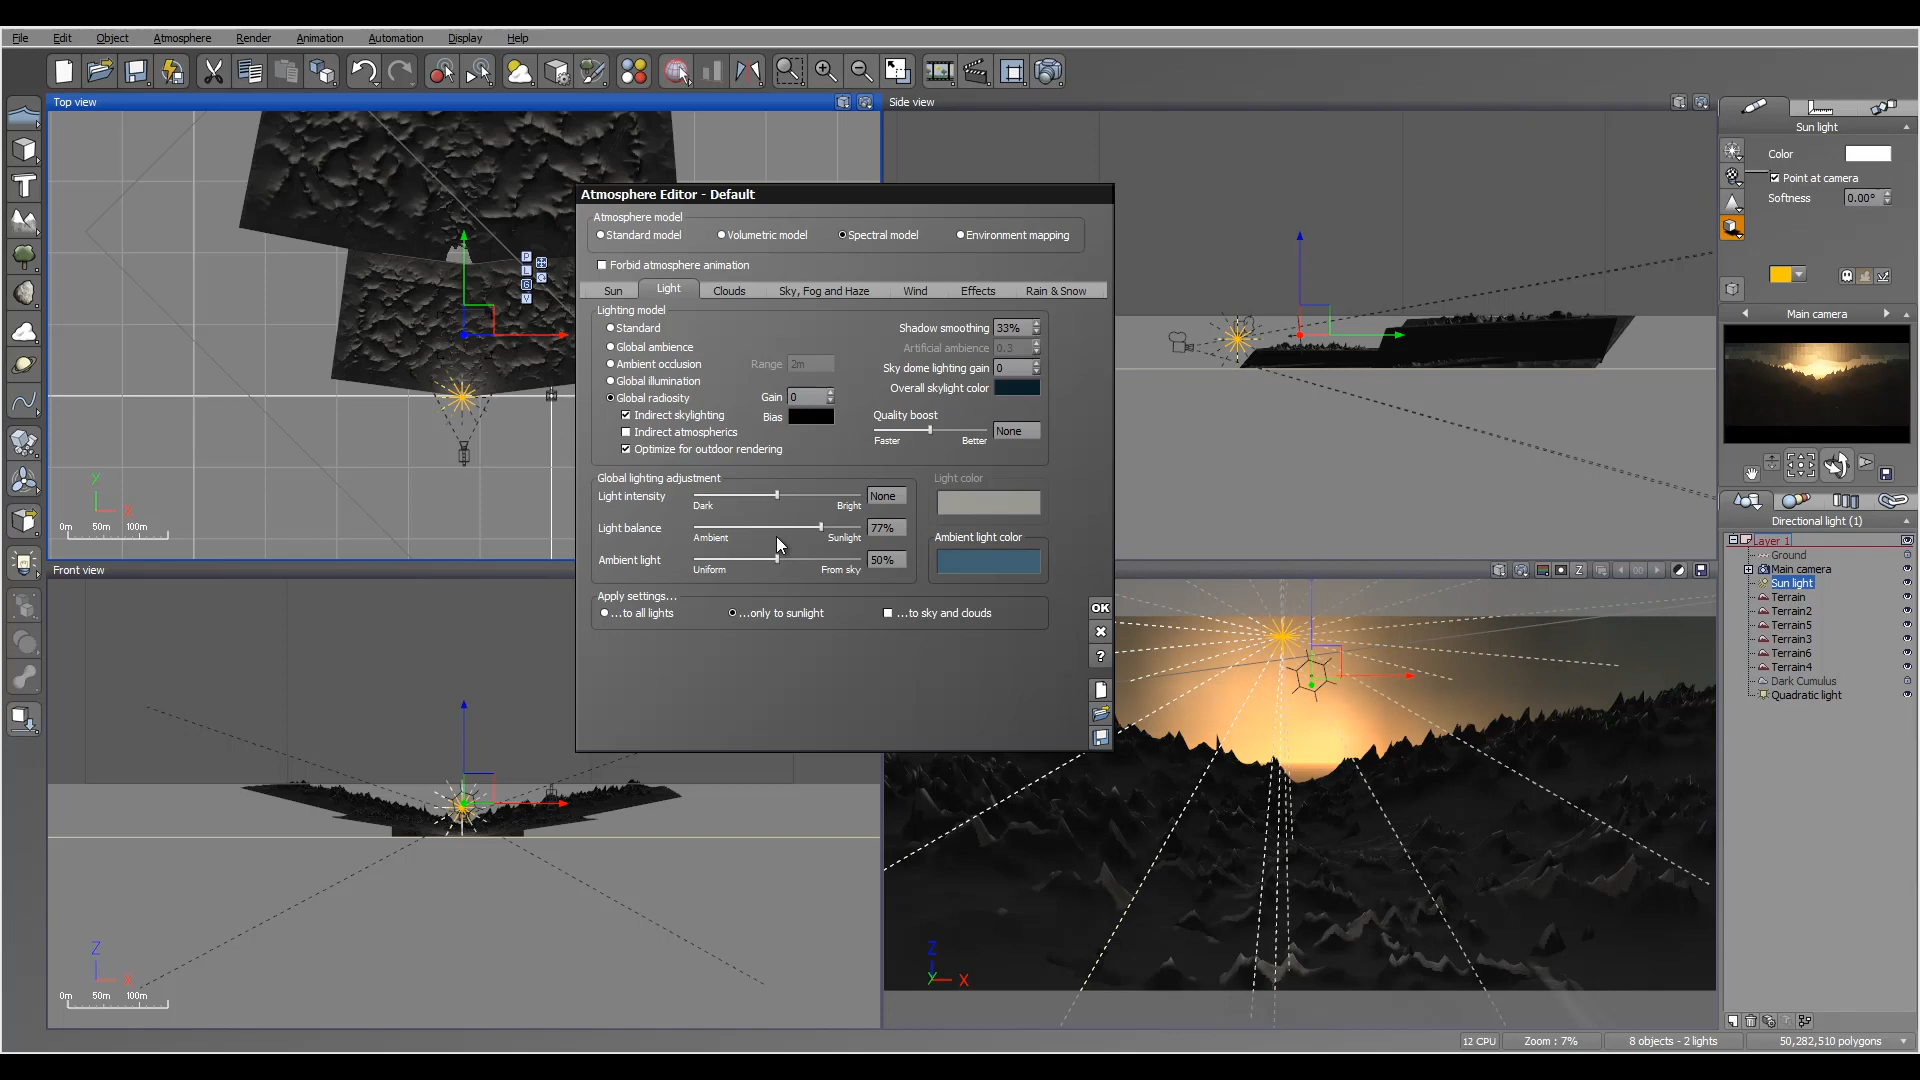 File Edit Object Atmosphere Render Animation Automation Display Help
Top view
Side view
Sun light
Color
Point at camera
Softness 0.00°
Atmosphere Editor - Default
Atmosphere model
Standard model Volumetric model Spectral model Environment mapping
Forbid atmosphere animation
Sun Light Clouds Sky, Fog and Haze Wind Effects Rain & Snow
Lighting model
Standard
Global ambience
Ambient occlusion Range 2m
Global illumination
Global radiosity Gain 0
Indirect skylighting Bias
Indirect atmospherics
Optimize for outdoor rendering
Shadow smoothing 33%
Artificial ambience 0.3
Sky dome lighting gain 0
Overall skylight color
Quality boost
None
Faster Better
Global lighting adjustment
Light intensity None
Dark Bright
Light balance 77%
Ambient Sunlight
Ambient light 50%
Uniform From sky
Light color
Ambient light color
Apply settings...
...to all lights ...only to sunlight ...to sky and clouds
OK
?
P
L
G
V
Y
X
0m 50m 100m
Front view
Z
X
0m 50m 100m
Z
Y X
Main camera
Directional light (1)
Layer 1
Ground
Main camera
Sun light
Terrain
Terrain2
Terrain5
Terrain3
Terrain6
Terrain4
Dark Cumulus
Quadratic light
12 CPU Zoom : 7% 8 objects - 2 lights 50,282,510 polygons